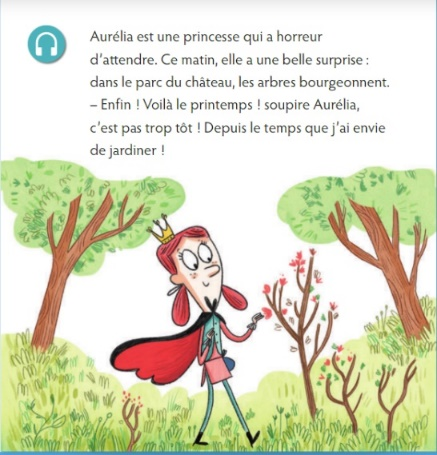 Aurélia est une princesse qui a horreur
d'attendre. Ce matin, elle a une belle surprise :
dans le parc du château, les arbres bourgeonnent.
– Enfin ! Voilà le printemps ! soupire Aurélia,
c'est pas trop tôt ! Depuis le temps que j'ai envie
de jardiner !